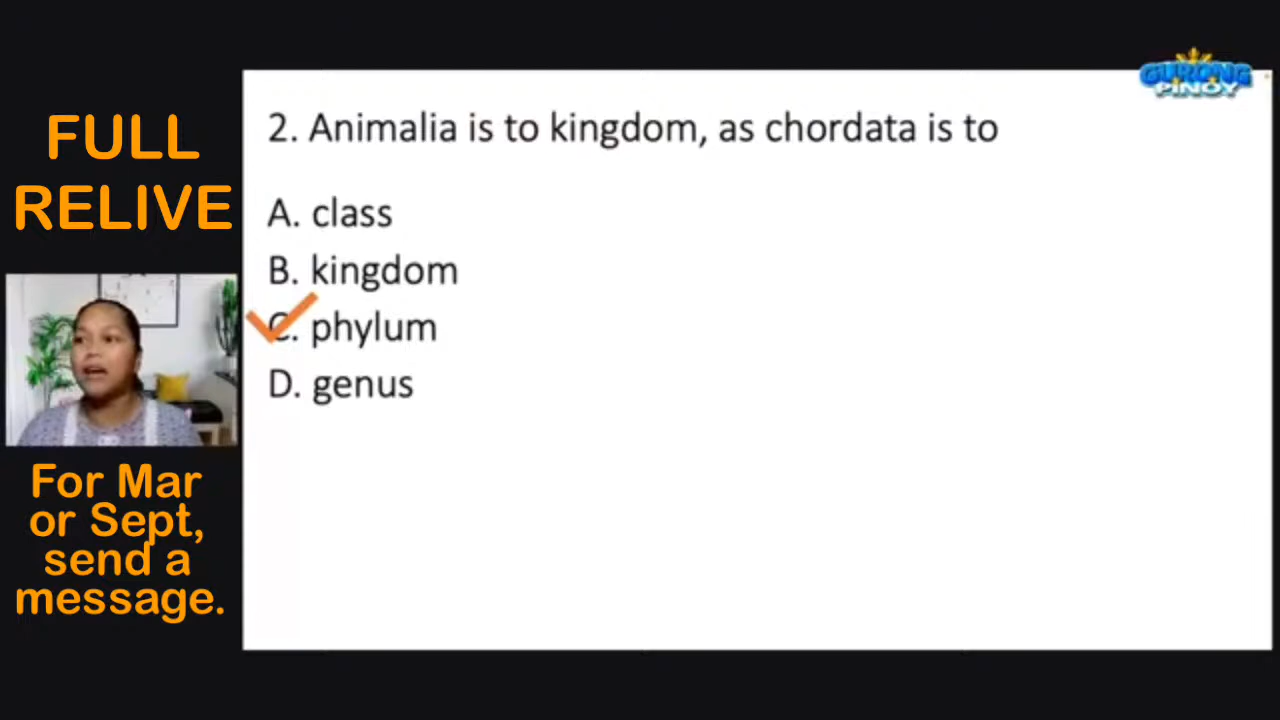 GURONG
PINOY
FULL
RELIVE
2. Animalia is to kingdom, as chordata is to
A. class
B. kingdom
C. phylum
D. genus
For Mar
or Sept,
send a
message.